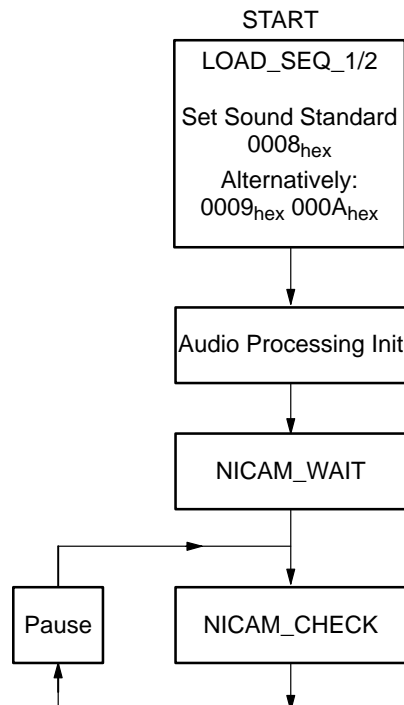 START
LOAD_SEQ_1/2
Set Sound Standard
0008hex
Alternatively:
0009hex 000Ahex
Audio Processing Init
NICAM_WAIT
Pause
NICAM_CHECK